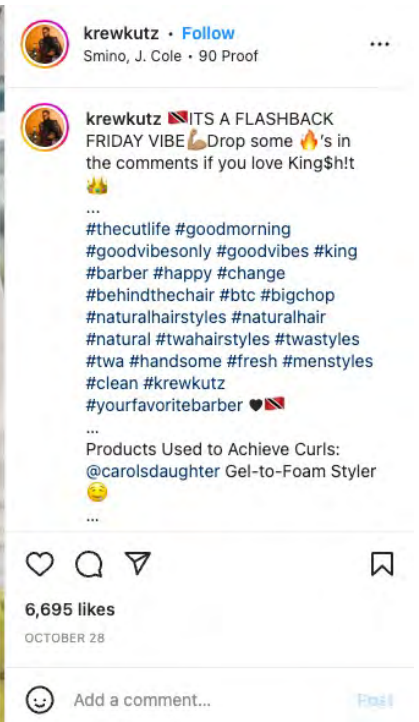 krewkutz • Follow
Smino, J. Cole • 90 Proof
krewkutz 🇹🇹ITS A FLASHBACK
FRIDAY VIBE💪🏽Drop some 🔥's in
the comments if you love King$h!t
👑
...
#thecutlife #goodmorning
#goodvibesonly #goodvibes #king
#barber #happy #change
#behindthechair #btc #bigchop
#naturalhairstyles #naturalhair
#natural #twahairstyles #twastyles
#twa #handsome #fresh #menstyles
#clean #krewkutz
#yourfavoritebarber 🖤🇹🇹
...
Products Used to Achieve Curls:
@carolsdaughter Gel-to-Foam Styler
🤤
...
6,695 likes
OCTOBER 28
Add a comment... Post